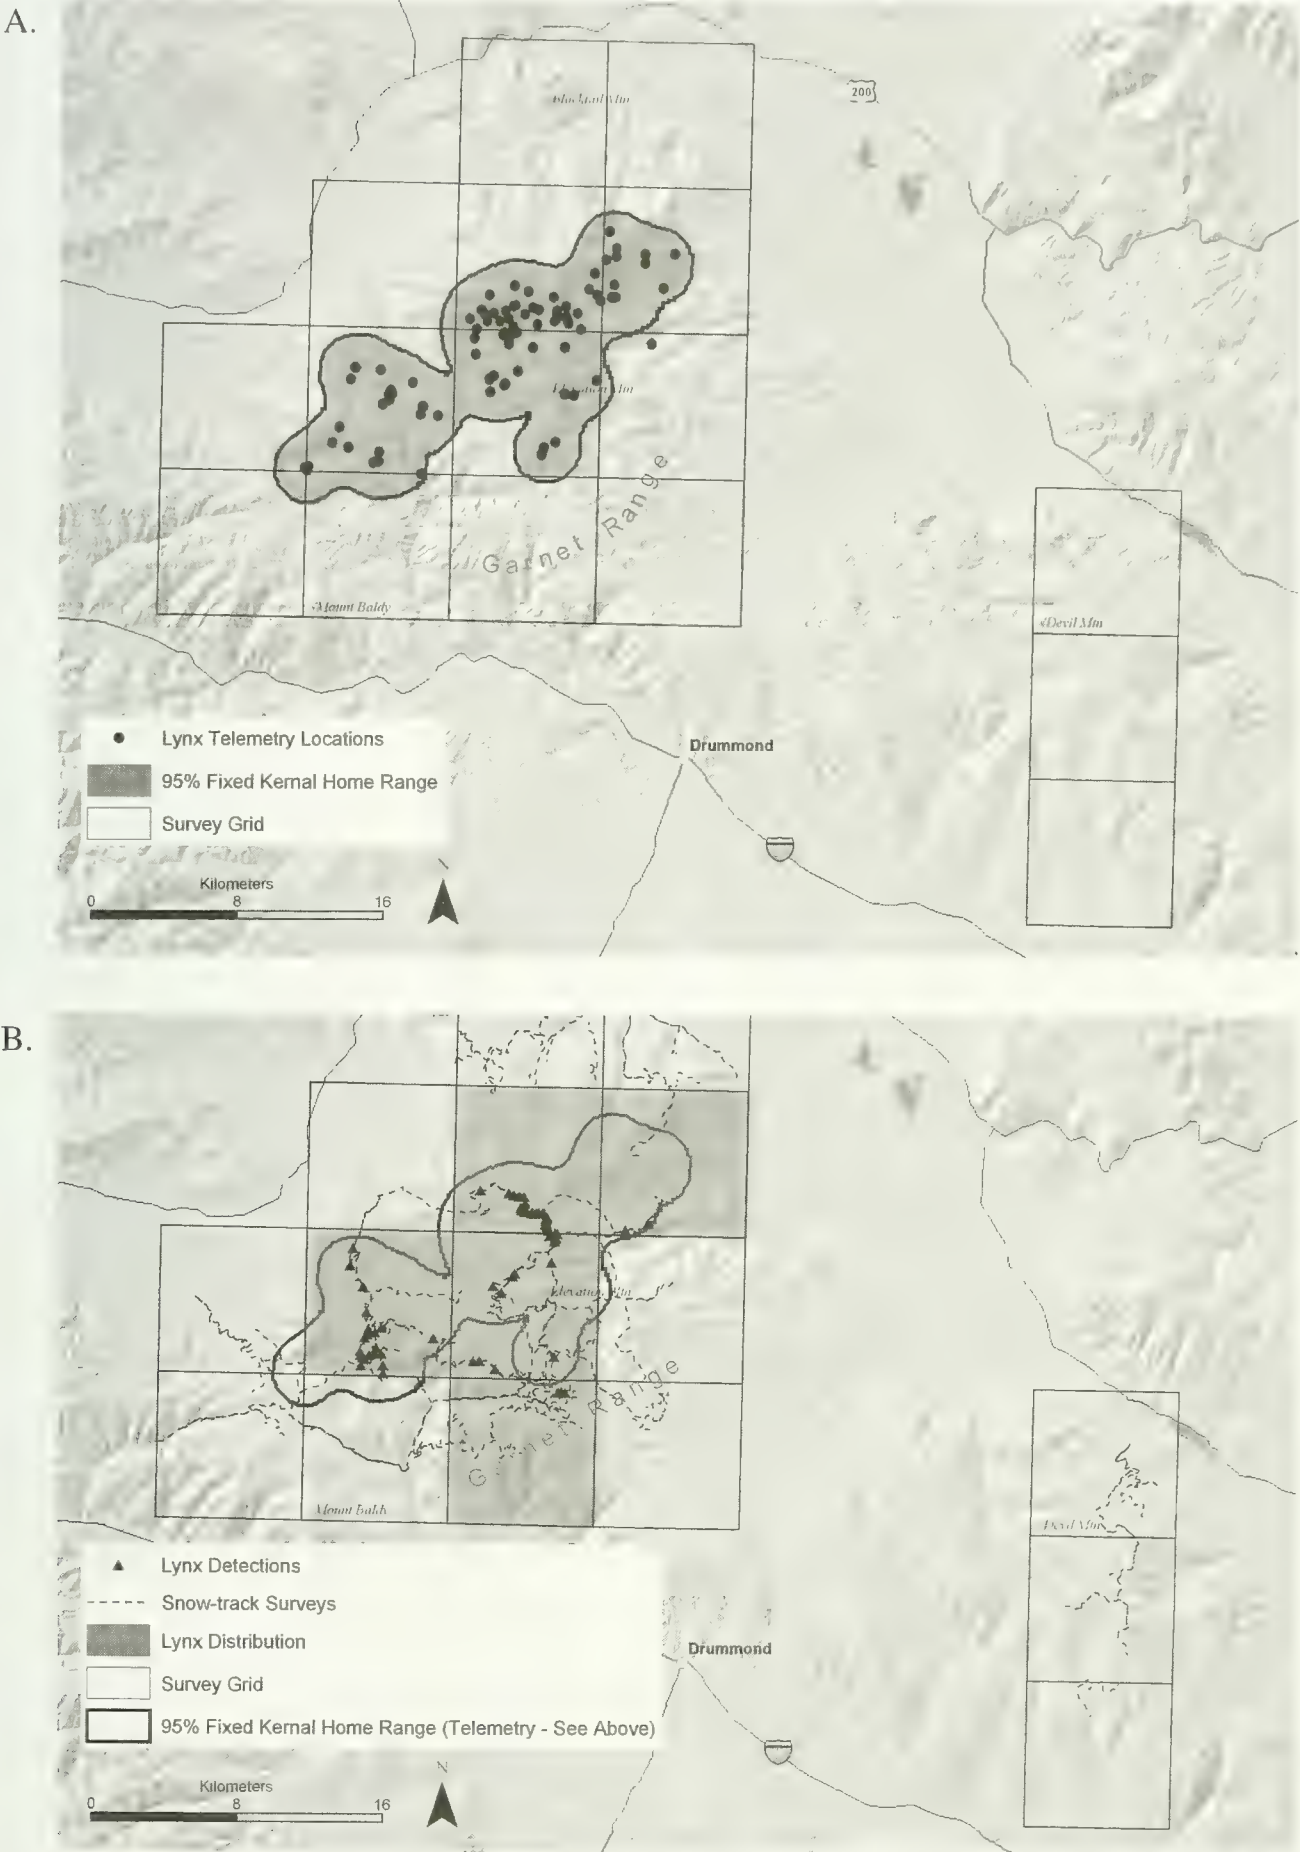 A.
200
Elevation Mtn
Garnet Range
Mount Baldy
Devil Mtn
Lynx Telemetry Locations
95% Fixed Kernal Home Range
Survey Grid
Drummond
Kilometers
0 8 16
B.
Elevation Mtn
Garnet Range
Mount Baldy
Devil Mtn
Lynx Detections
Snow-track Surveys
Lynx Distribution
Survey Grid
95% Fixed Kernal Home Range (Telemetry - See Above)
Drummond
Kilometers
0 8 16
N